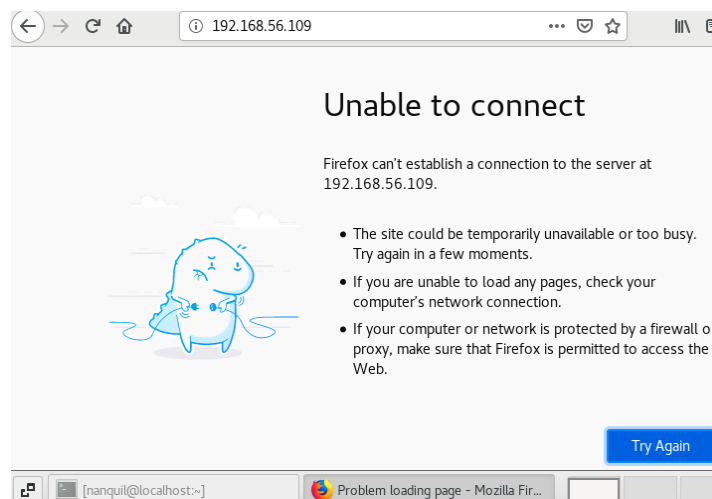 192.168.56.109
Unable to connect
Firefox can't establish a connection to the server at
192.168.56.109.
The site could be temporarily unavailable or too busy.
Try again in a few moments.
If you are unable to load any pages, check your
computer's network connection.
If your computer or network is protected by a firewall o
proxy, make sure that Firefox is permitted to access the
Web.
Try Again
[nanquil@localhost:~]
Problem loading page - Mozilla Fir...